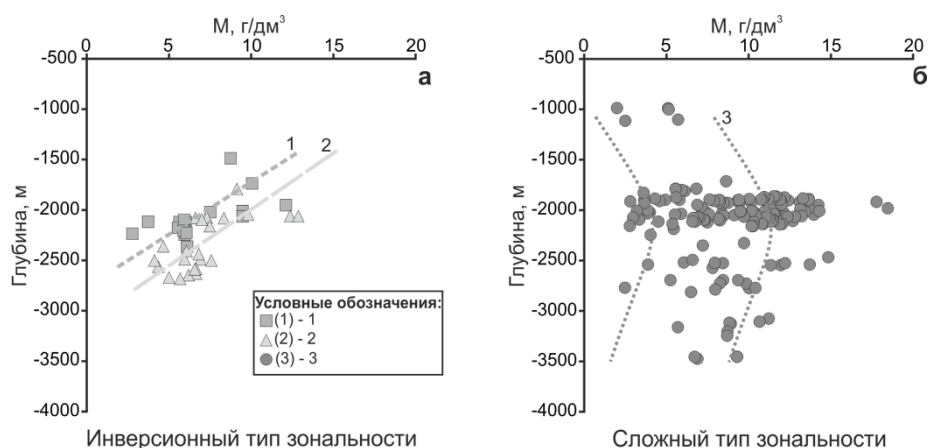 М, г/дм³
0 5 10 15 20
-500
-1000
-1500
-2000
-2500
-3000
-3500
-4000
Глубина, м
а
1 2
Условные обозначения:
(1) - 1
(2) - 2
(3) - 3
Инверсионный тип зональности
М, г/дм³
0 5 10 15 20
-500
-1000
-1500
-2000
-2500
-3000
-3500
-4000
Глубина, м
б
3
Сложный тип зональности